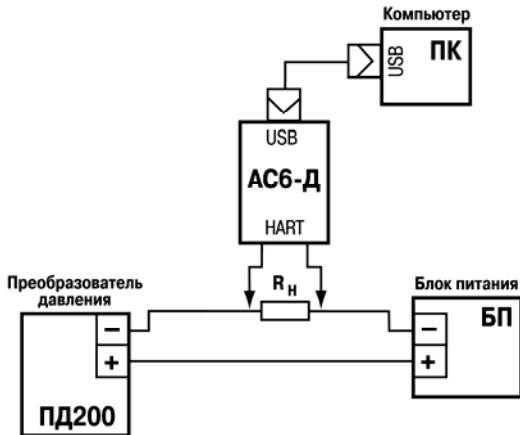 Компьютер
ПК
USB
USB
АС6-Д
HART
Преобразователь
давления
RН
Блок питания
−
−
БП
+
+
ПД200